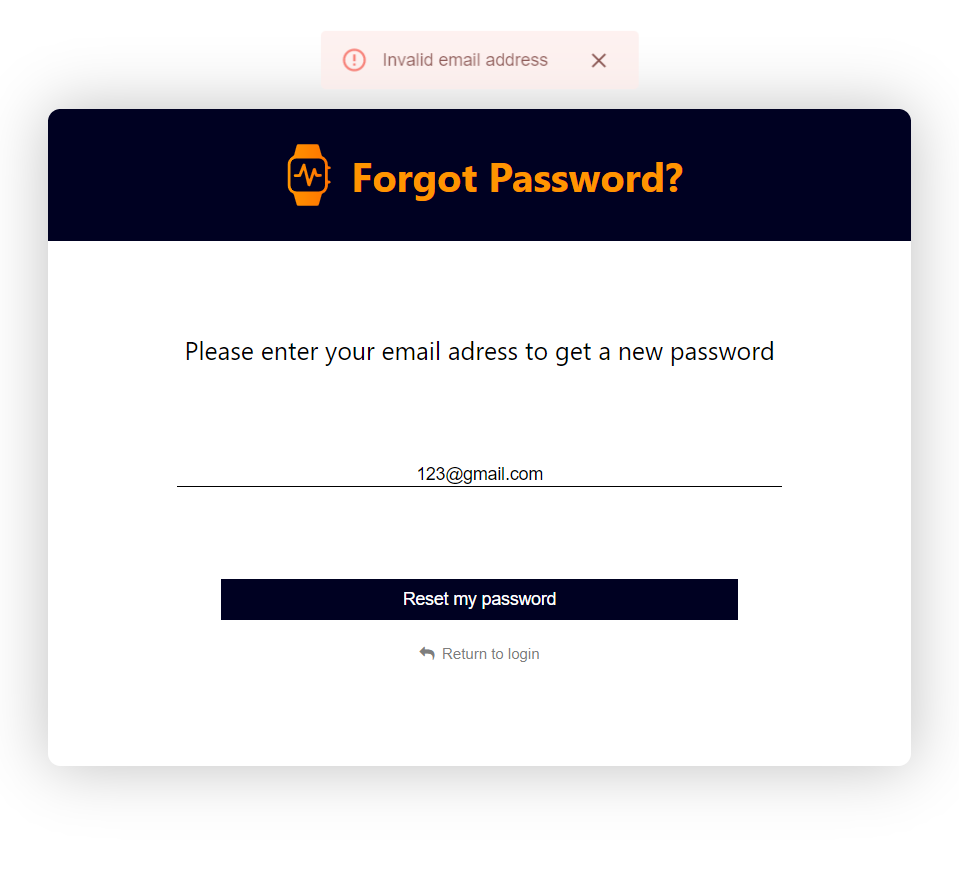 Invalid email address
Forgot Password?
Please enter your email adress to get a new password
123@gmail.com
Reset my password
Return to login